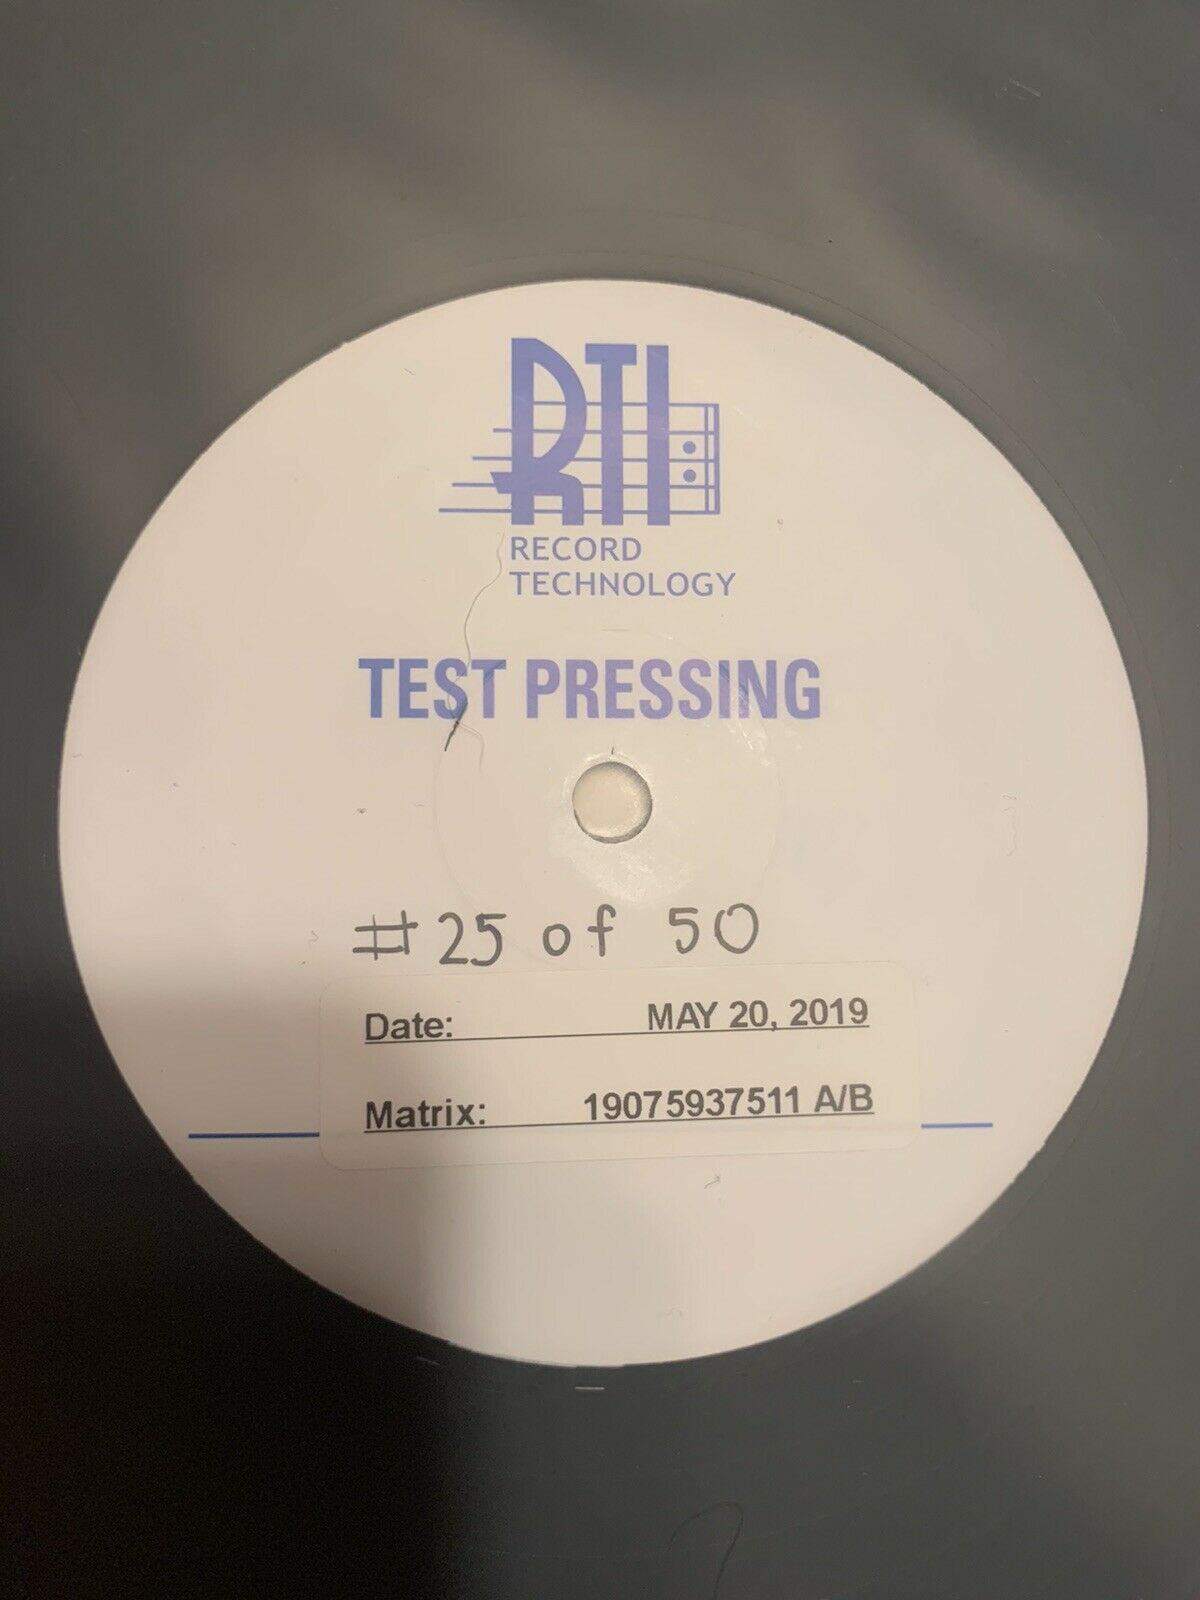 RTI
RECORD
TECHNOLOGY
TEST PRESSING
#25 of 50
Date: MAY 20, 2019
Matrix: 19075937511 A/B